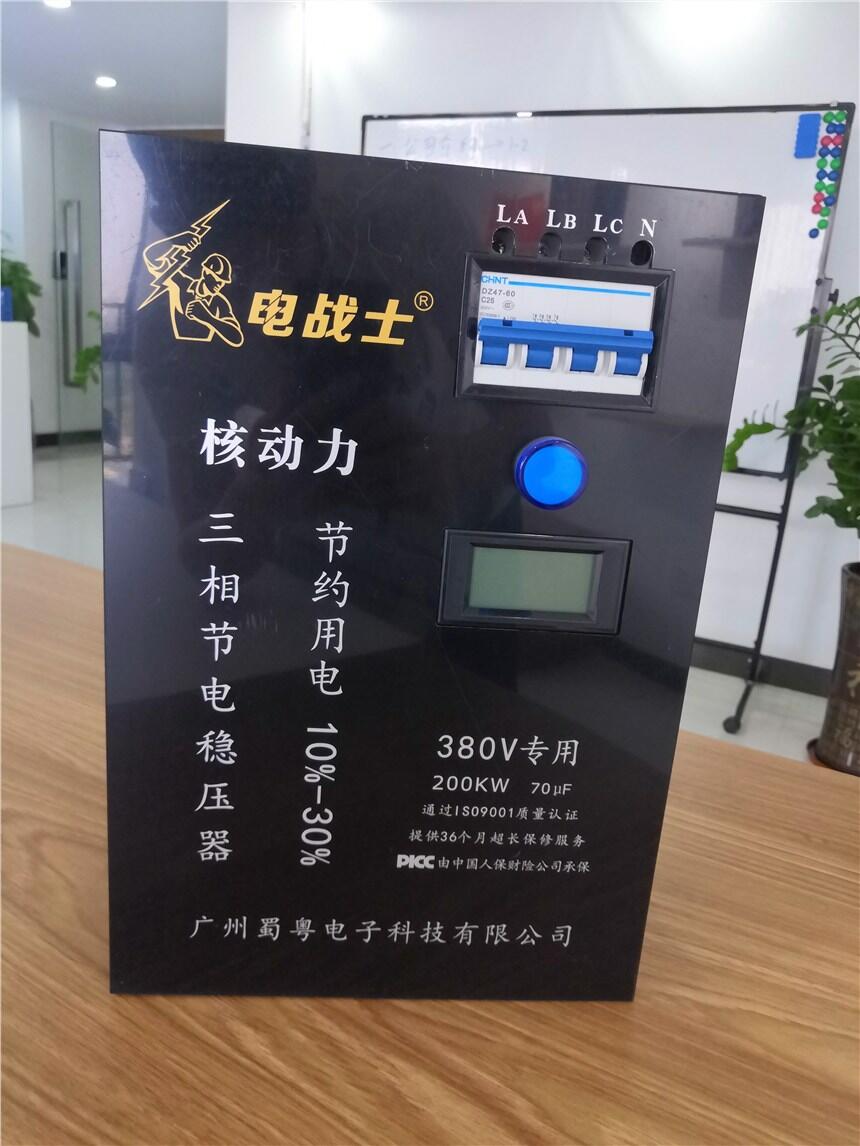 LA LB LC N
CHNT
DZ47-60
C25
电战士®
核动力
三相节电稳压器
节约用电 10%-30%
380V专用
200KW 70μF
通过ISO9001质量认证
提供36个月超长保修服务
PICC 由中国人保财险公司承保
广州蜀粤电子科技有限公司